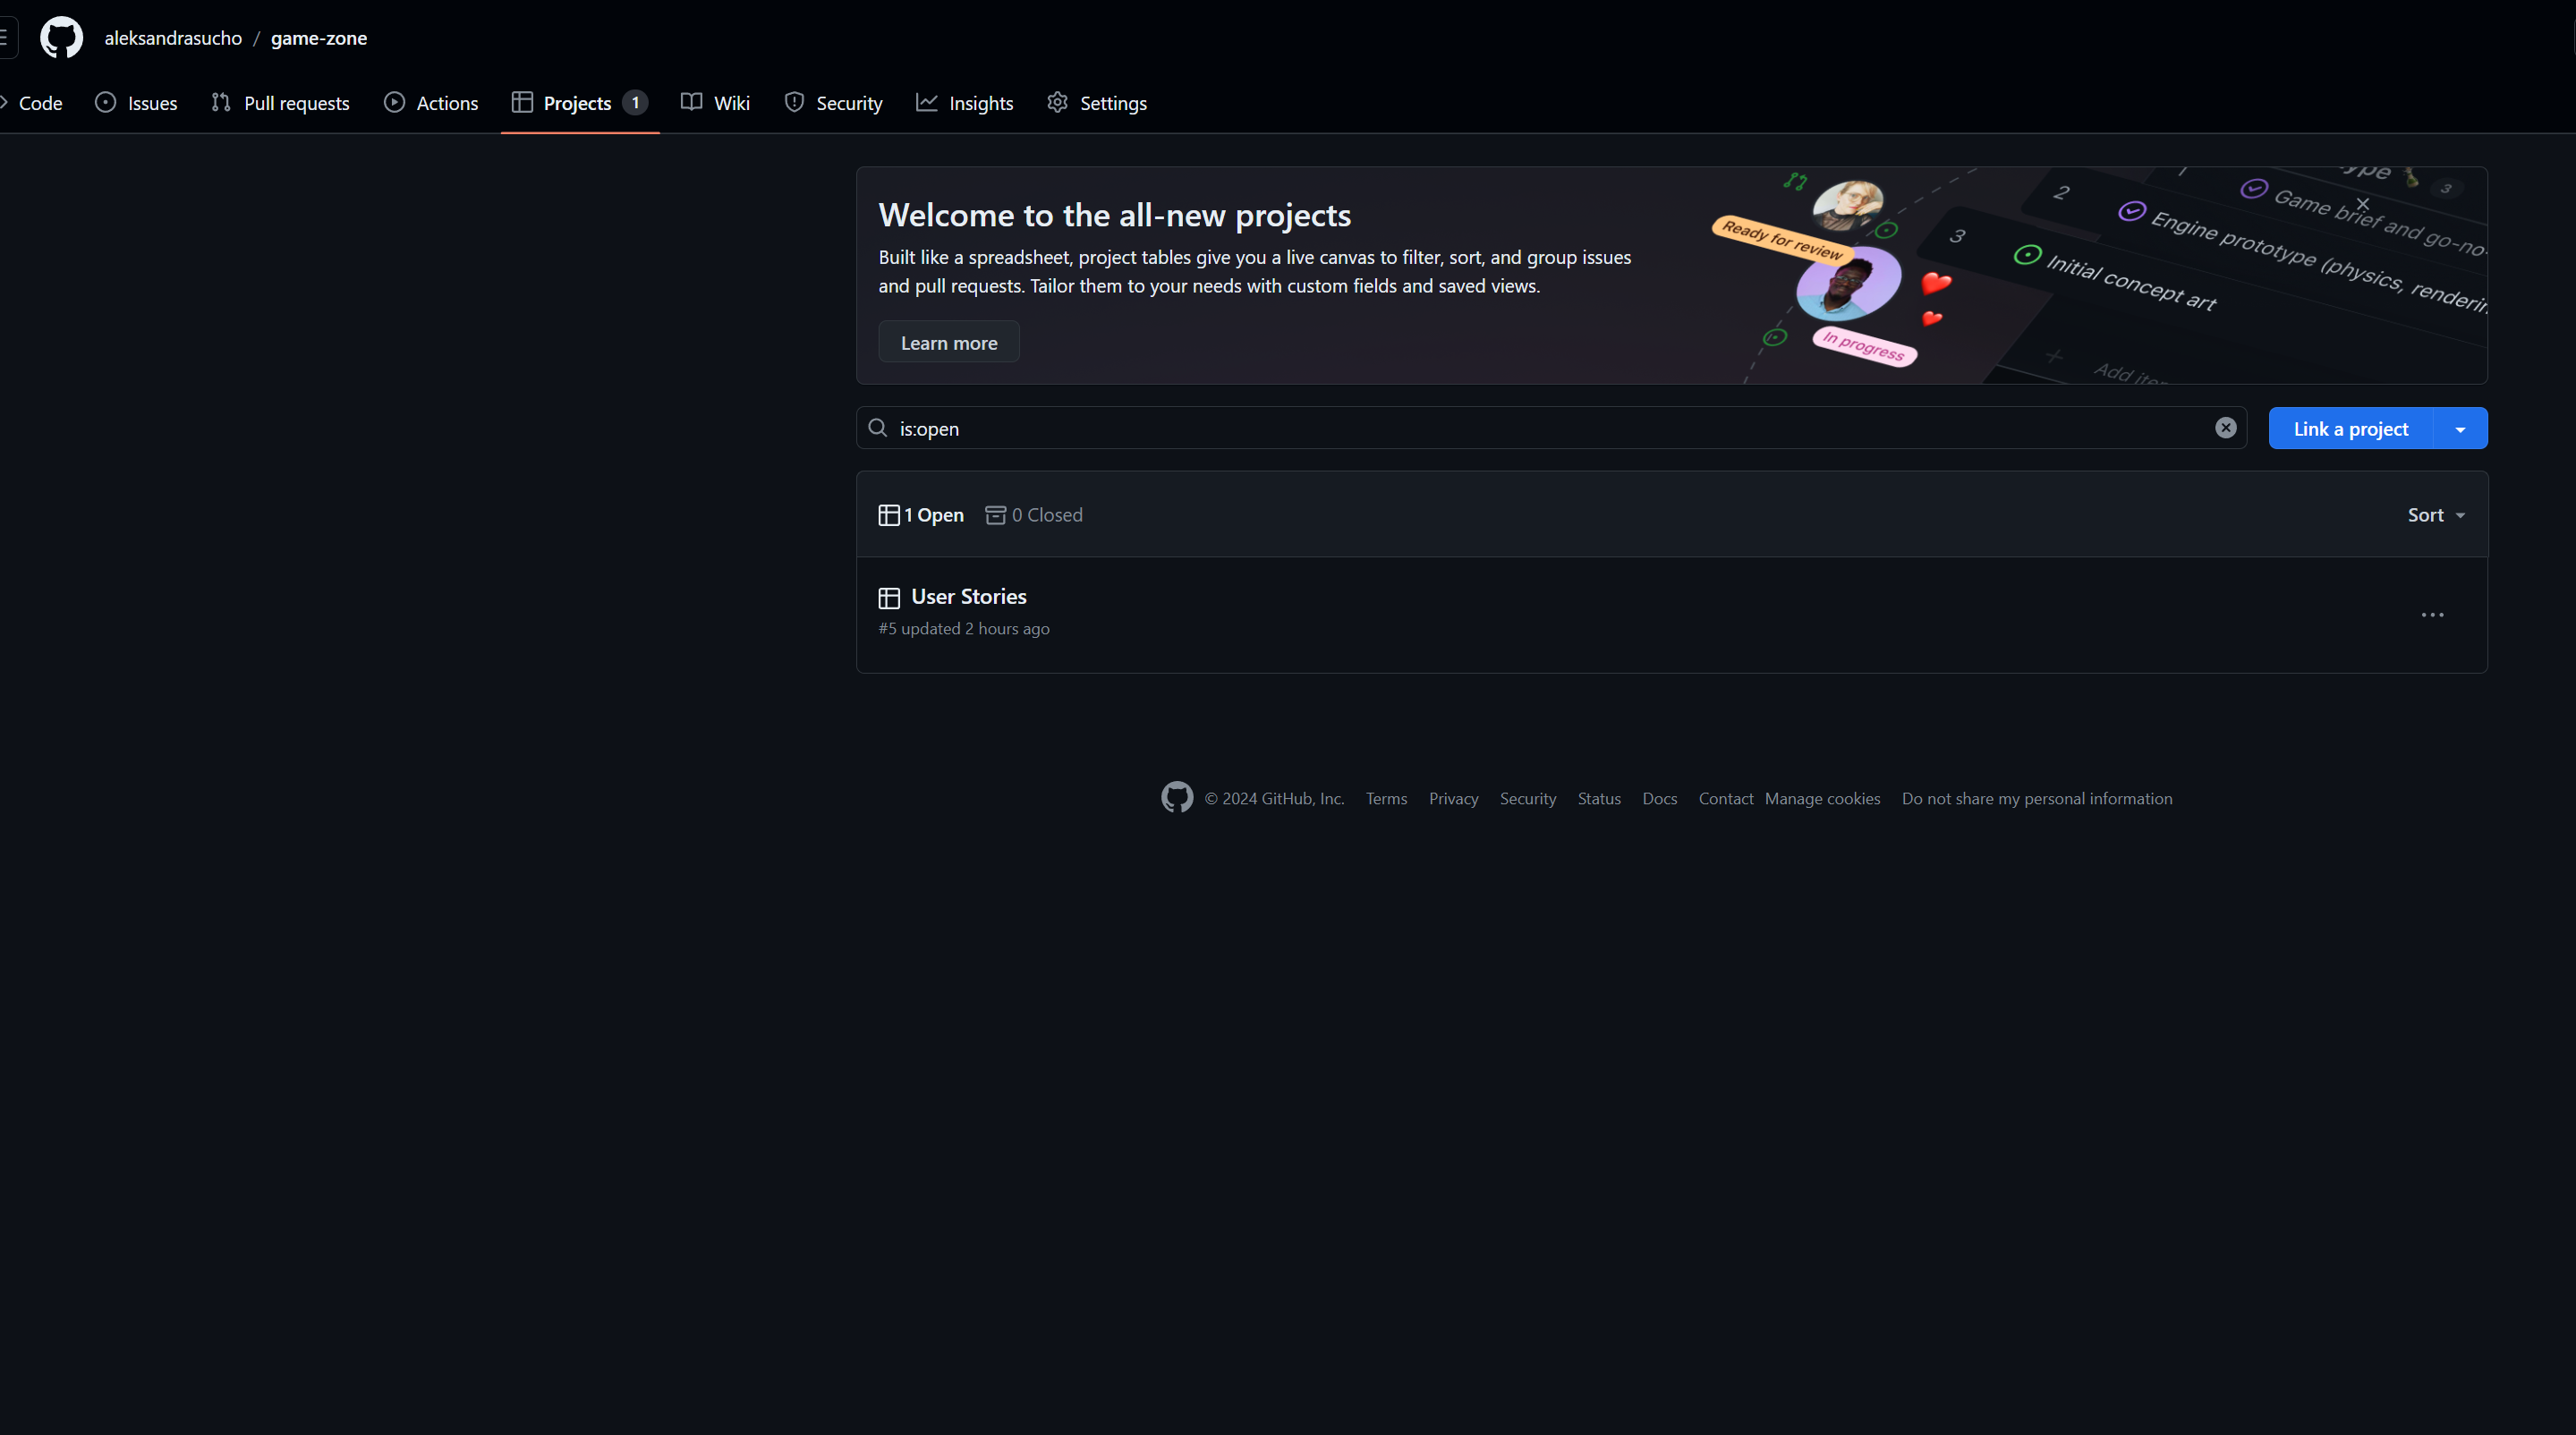 aleksandrasucho / game-zone
Code Issues Pull requests Actions Projects 1 Wiki Security Insights Settings
Welcome to the all-new projects
Built like a spreadsheet, project tables give you a live canvas to filter, sort, and group issues
and pull requests. Tailor them to your needs with custom fields and saved views.
Learn more
Ready for review
In progress
3
1 Game brief and go-no-
2 Engine prototype (physics, renderin
3 Initial concept art
+ Add iter
is:open
Link a project
1 Open 0 Closed
Sort
User Stories
#5 updated 2 hours ago
© 2024 GitHub, Inc. Terms Privacy Security Status Docs Contact Manage cookies Do not share my personal information